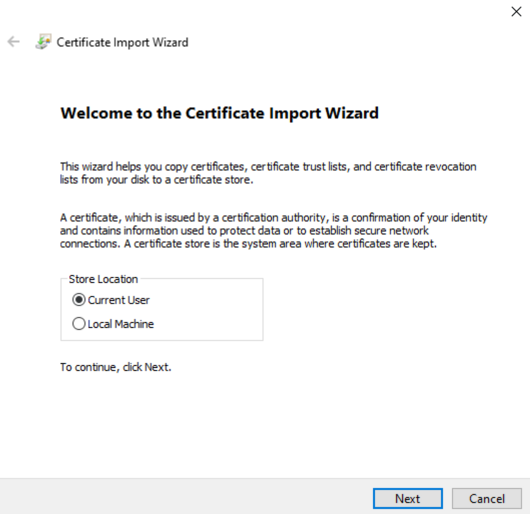 Certificate Import Wizard
Welcome to the Certificate Import Wizard
This wizard helps you copy certificates, certificate trust lists, and certificate revocation
lists from your disk to a certificate store.
A certificate, which is issued by a certification authority, is a confirmation of your identity
and contains information used to protect data or to establish secure network
connections. A certificate store is the system area where certificates are kept.
Store Location
Current User
Local Machine
To continue, click Next.
Next
Cancel